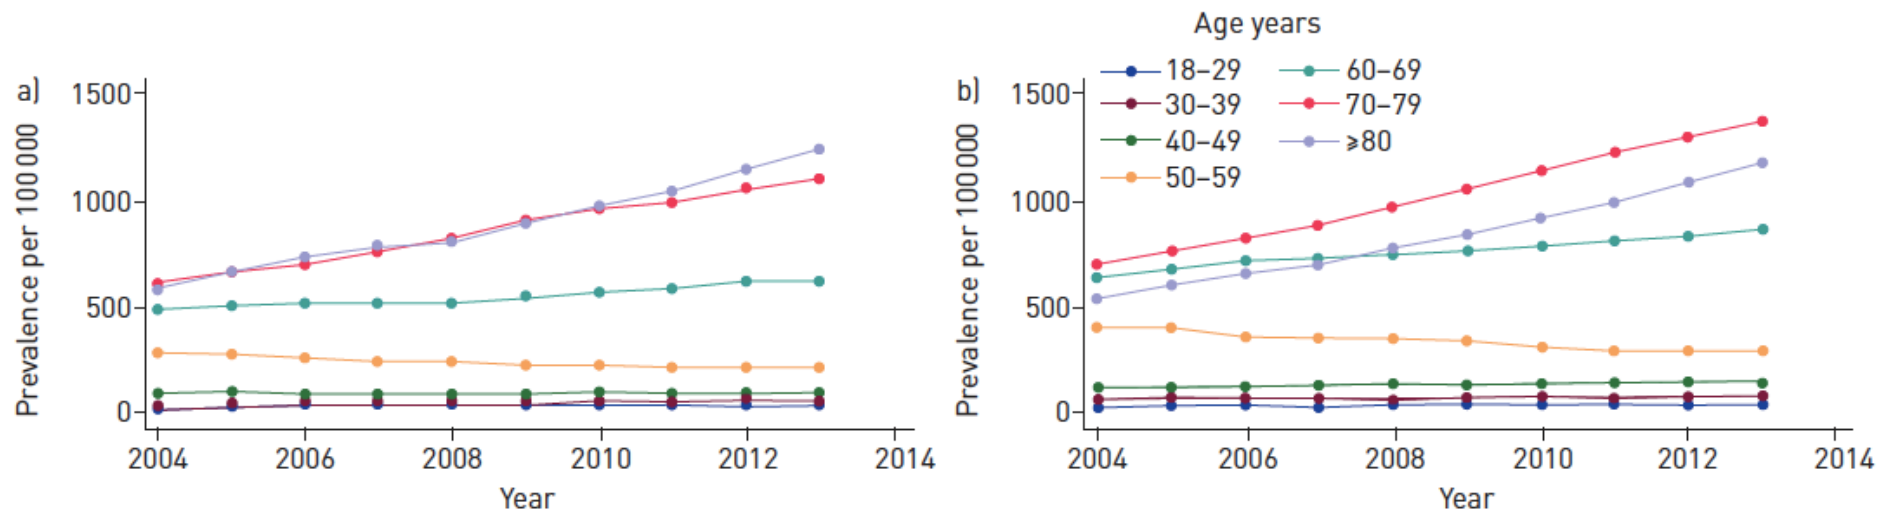 a)
Prevalence per 100 000
1500
1000
500
0
2004 2006 2008 2010 2012 2014
Year
b)
Prevalence per 100 000
1500
1000
500
0
2004 2006 2008 2010 2012 2014
Year
Age years
18–29 60–69
30–39 70–79
40–49 ⩾80
50–59